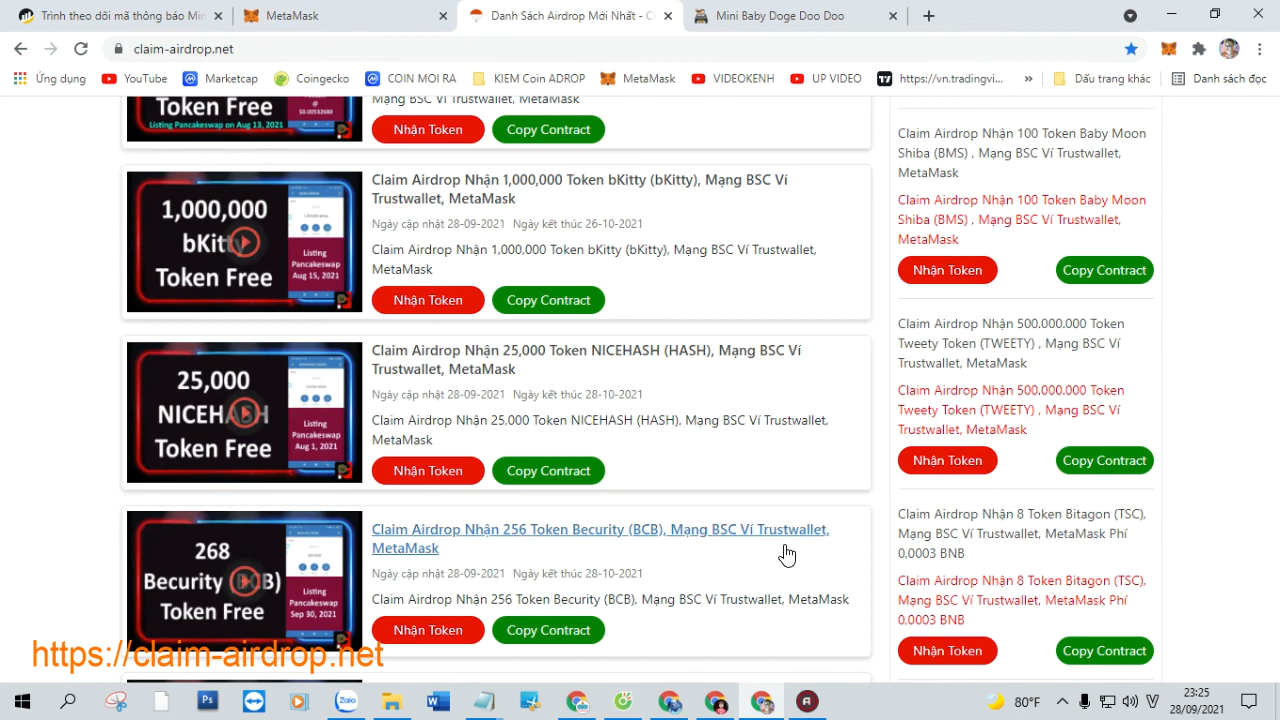 Trình theo dõi mã thông báo Min
MetaMask
Claim Airdrop Mới Nhất - C
Mini Baby Doge Doo Doo
claim-airdrop.net
Ứng dụng
YouTube
Marketcap
Coingecko
COIN MOI RA
KIEM Coin ADROP
MetaMask
VIDEOKENH
UP VIDEO
https://vn.tradingvi...
»
Dấu trang khác
Danh sách đọc
Token Free
Listing Pancakeswap on Aug 13, 2021
@
$0.00532689
Mạng BSC Ví Trustwallet, MetaMask
Nhận Token
Copy Contract
1,000,000
bKitty
Token Free
Listing
Pancakeswap
Aug 15, 2021
Claim Airdrop Nhận 1,000,000 Token bKitty (bKitty), Mạng BSC Ví
Trustwallet, MetaMask
Ngày cập nhật 28-09-2021 Ngày kết thúc 26-10-2021
Claim Airdrop Nhận 1,000,000 Token bKitty (bKitty), Mạng BSC Ví Trustwallet,
MetaMask
Nhận Token
Copy Contract
25,000
NICEHASH
Token Free
Listing
Pancakeswap
Aug 1, 2021
Claim Airdrop Nhận 25,000 Token NICEHASH (HASH), Mạng BSC Ví
Trustwallet, MetaMask
Ngày cập nhật 28-09-2021 Ngày kết thúc 28-10-2021
Claim Airdrop Nhận 25,000 Token NICEHASH (HASH), Mạng BSC Ví Trustwallet,
MetaMask
Nhận Token
Copy Contract
268
Becurity (BCB)
Token Free
Listing
Pancakeswap
Sep 30, 2021
Claim Airdrop Nhận 256 Token Becurity (BCB), Mạng BSC Ví Trustwallet,
MetaMask
Ngày cập nhật 28-09-2021 Ngày kết thúc 28-10-2021
Claim Airdrop Nhận 256 Token Becurity (BCB), Mạng BSC Ví Trustwallet, MetaMask
Nhận Token
Copy Contract
Claim Airdrop Nhận 100 Token Baby Moon
Shiba (BMS) , Mạng BSC Ví Trustwallet,
MetaMask
Claim Airdrop Nhận 100 Token Baby Moon
Shiba (BMS) , Mạng BSC Ví Trustwallet,
MetaMask
Nhận Token
Copy Contract
Claim Airdrop Nhận 500.000.000 Token
Tweety Token (TWEETY) , Mạng BSC Ví
Trustwallet, MetaMask
Claim Airdrop Nhận 500.000.000 Token
Tweety Token (TWEETY) , Mạng BSC Ví
Trustwallet, MetaMask
Nhận Token
Copy Contract
Claim Airdrop Nhận 8 Token Bitagon (TSC),
Mạng BSC Ví Trustwallet, MetaMask Phí
0,0003 BNB
Claim Airdrop Nhận 8 Token Bitagon (TSC),
Mạng BSC Ví Trustwallet, MetaMask Phí
0,0003 BNB
Nhận Token
Copy Contract
https://claim-airdrop.net
Ps
Zalo
80°F
23:25
28/09/2021